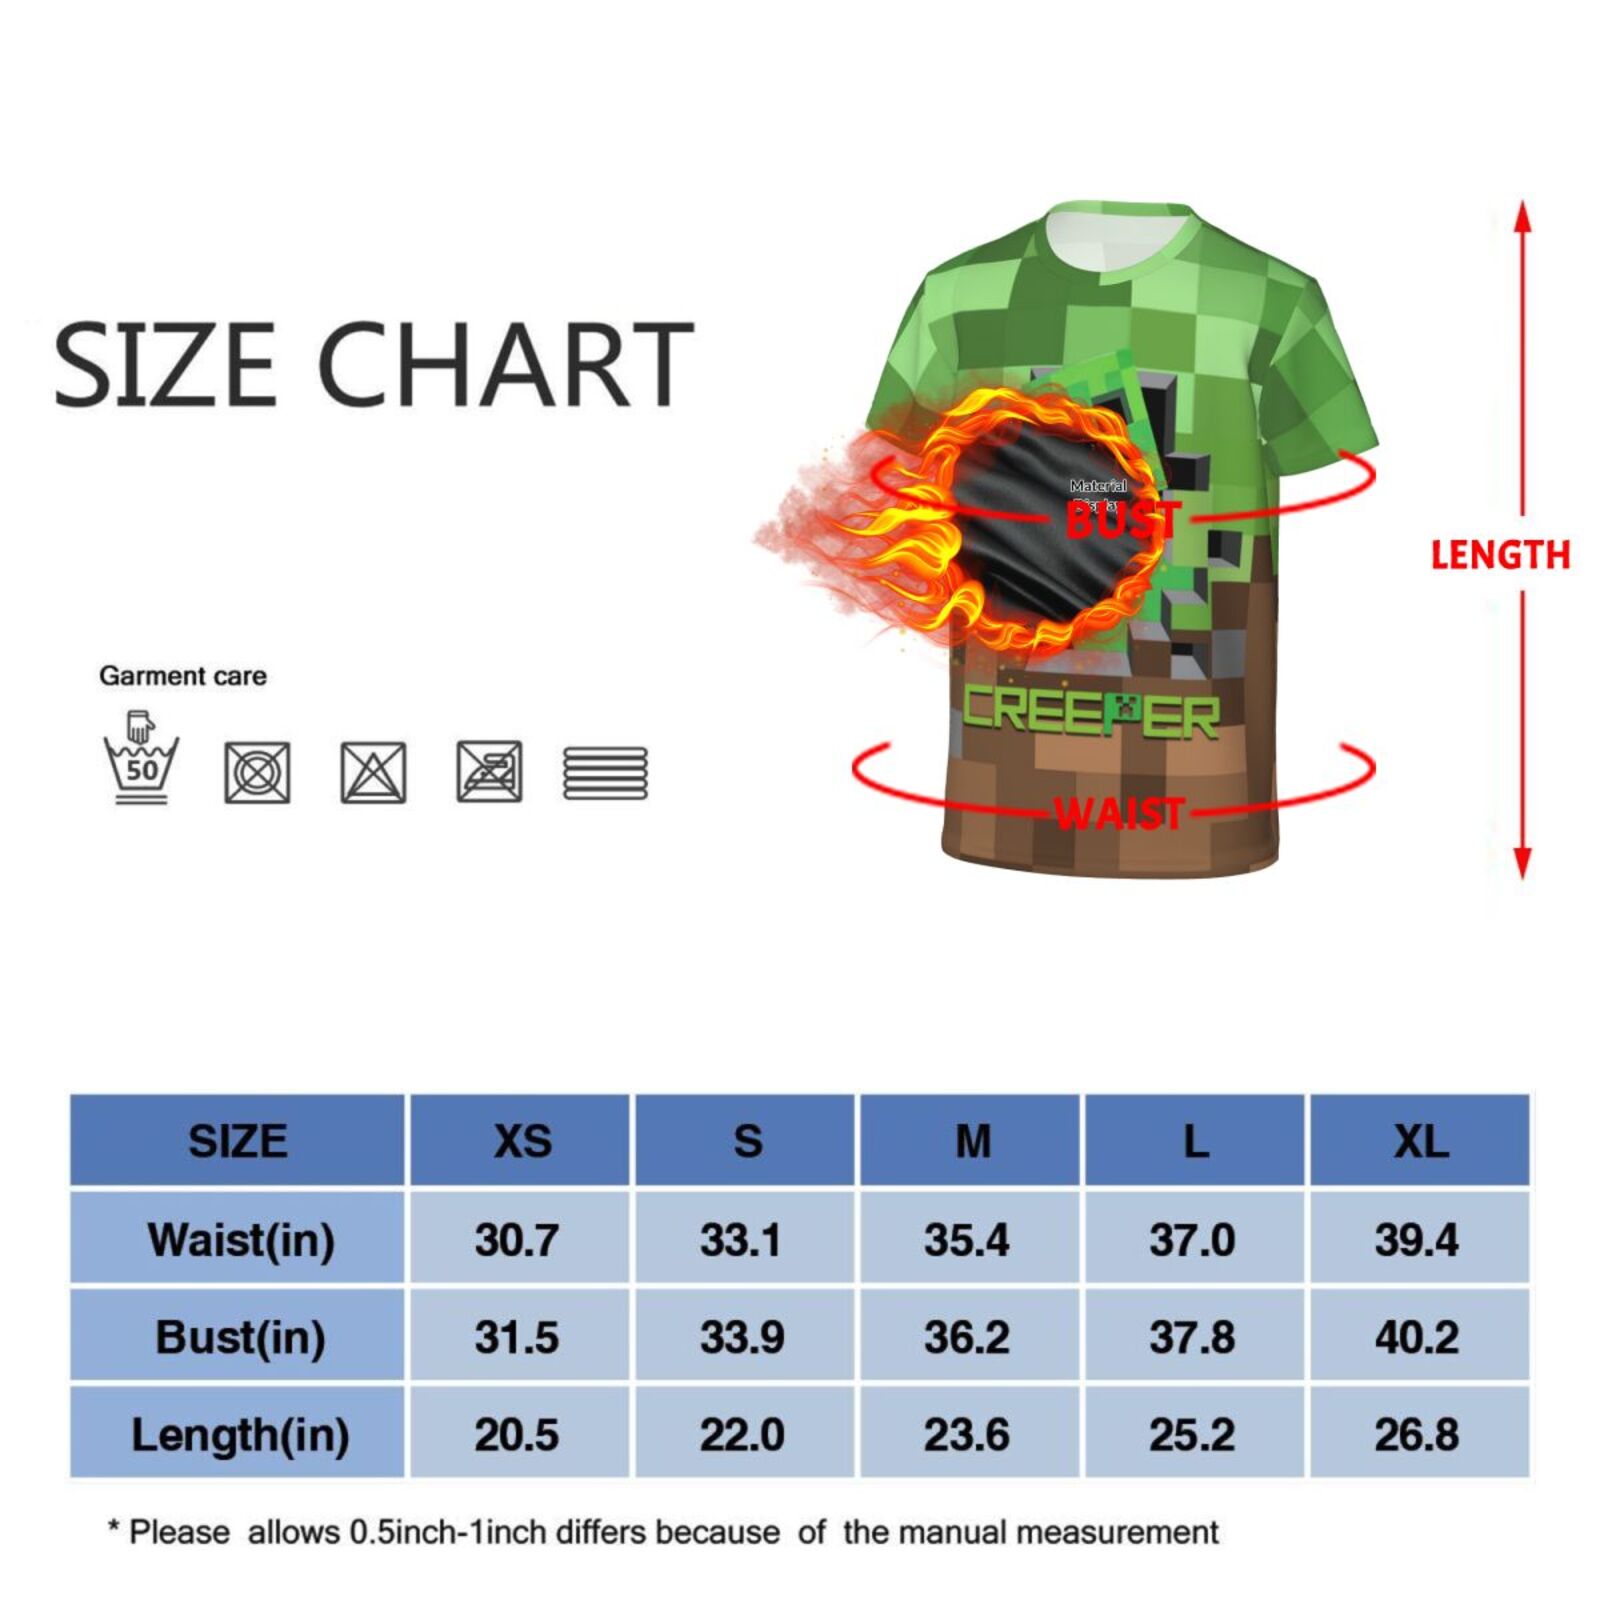 SIZE CHART
Material
Display
BUST
LENGTH
Garment care
50
CREEPER
WAIST
SIZE XS S M L XL
Waist(in) 30.7 33.1 35.4 37.0 39.4
Bust(in) 31.5 33.9 36.2 37.8 40.2
Length(in) 20.5 22.0 23.6 25.2 26.8
* Please allows 0.5inch-1inch differs because of the manual measurement